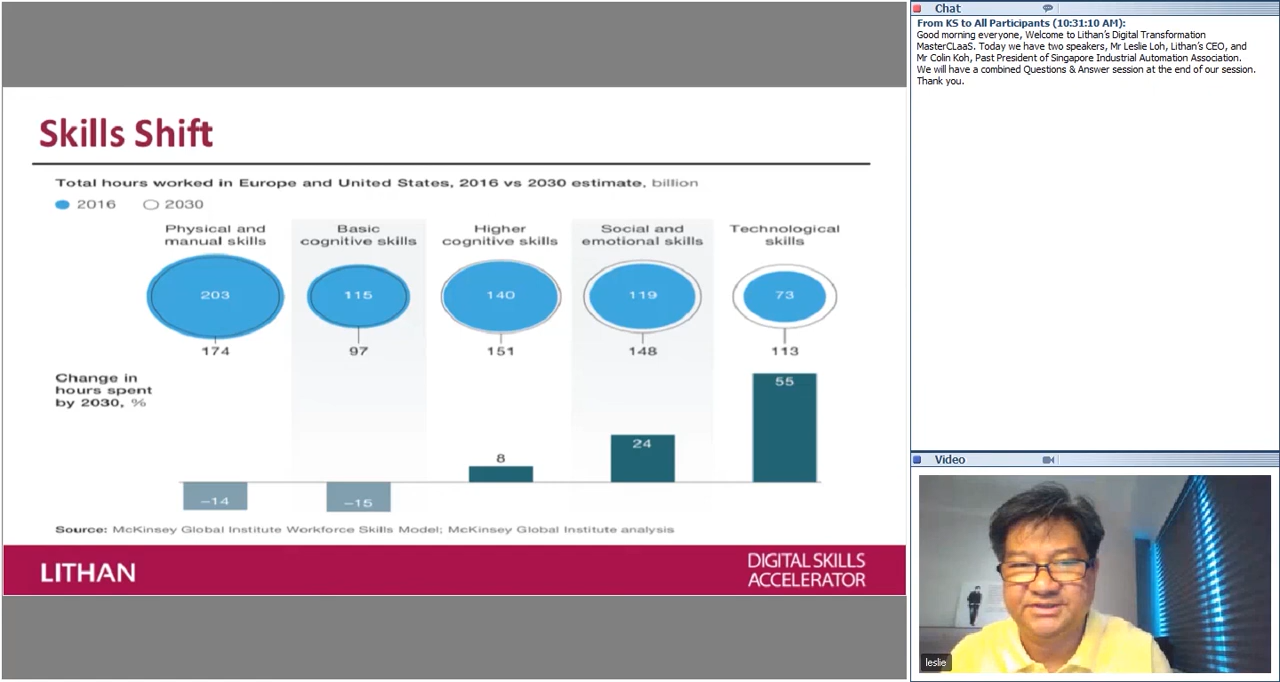 Skills Shift
Total hours worked in Europe and United States, 2016 vs 2030 estimate, billion
2016 2030
Physical and
manual skills
Basic
cognitive skills
Higher
cognitive skills
Social and
emotional skills
Technological
skills
203 115 140 119 73
174 97 151 148 113
Change in
hours spent
by 2030, %
–14 –15 8 24 55
Source: McKinsey Global Institute Workforce Skills Model; McKinsey Global Institute analysis
LITHAN
DIGITAL SKILLS
ACCELERATOR
Chat
From KS to All Participants (10:31:10 AM):
Good morning everyone, Welcome to Lithan's Digital Transformation
MasterCLaaS. Today we have two speakers, Mr Leslie Loh, Lithan's CEO, and
Mr Colin Koh, Past President of Singapore Industrial Automation Association.
We will have a combined Questions & Answer session at the end of our session.
Thank you.
Video
leslie